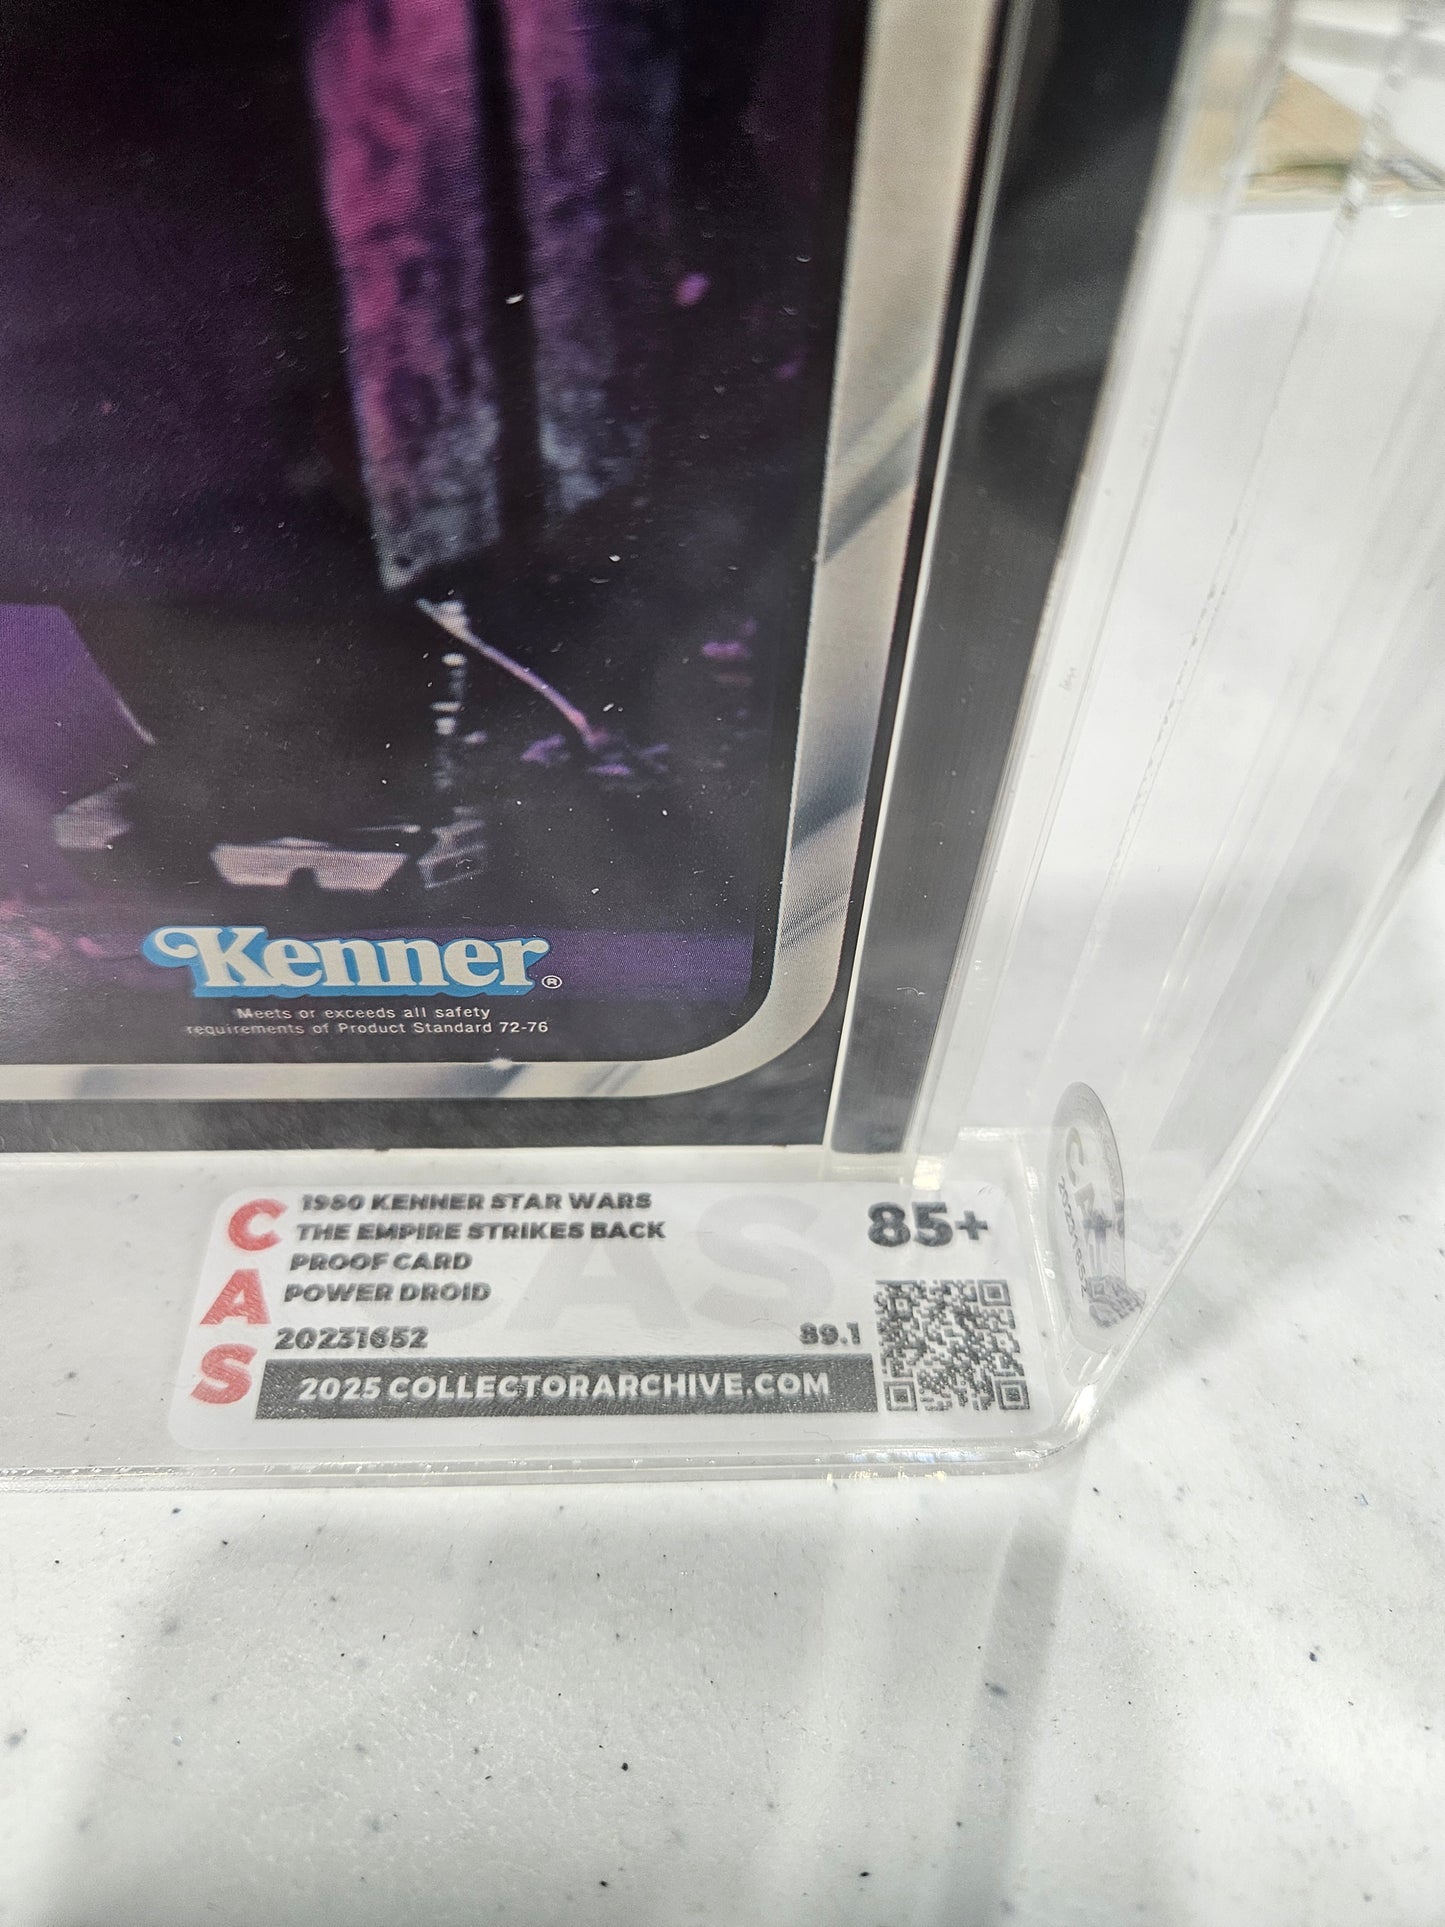 Kenner®
Meets or exceeds all safety
requirements of Product Standard 72-76
CAS
1980 KENNER STAR WARS
THE EMPIRE STRIKES BACK
PROOF CARD
POWER DROID
20231652
85+
89.1
2025 COLLECTORARCHIVE.COM